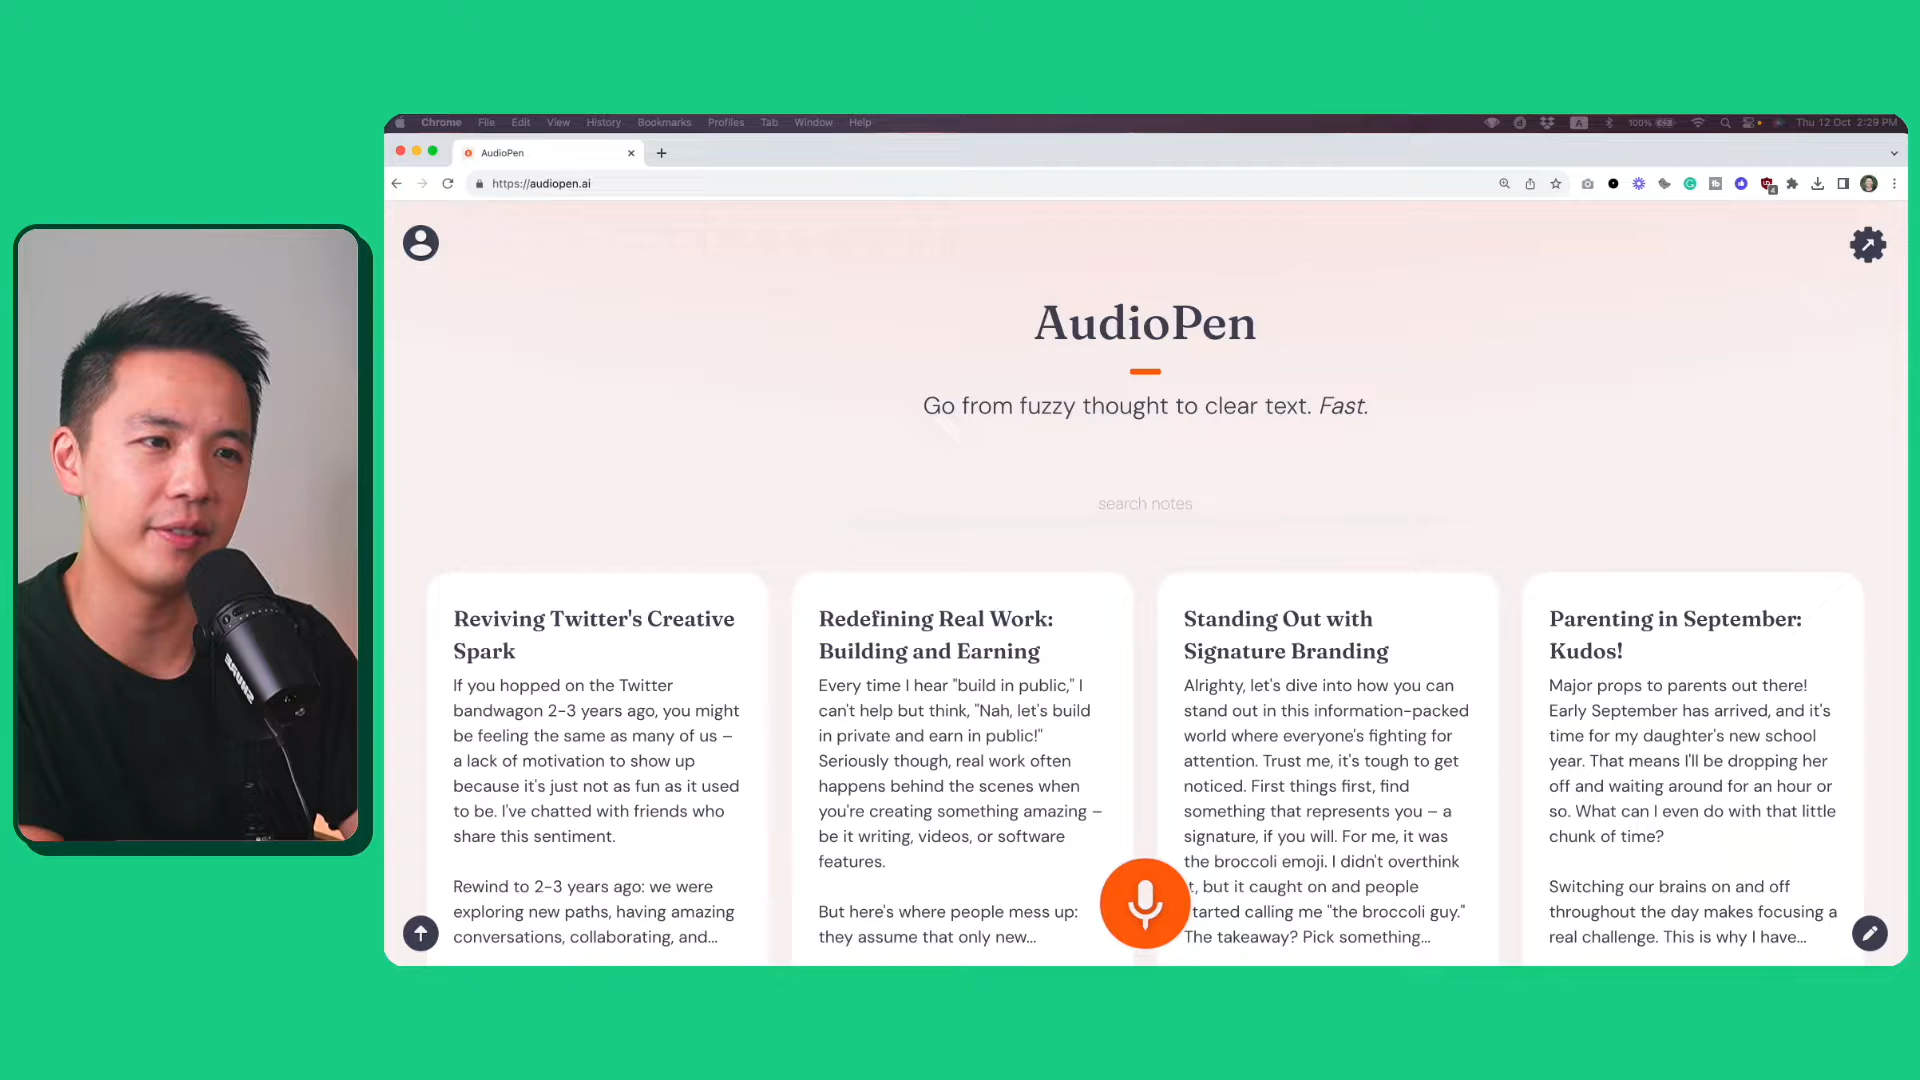 Chrome File Edit View History Bookmarks Profiles Tab Window Help
100% Thu 12 Oct 2:29 PM
AudioPen
https://audiopen.ai
AudioPen
Go from fuzzy thought to clear text. Fast.
search notes
Reviving Twitter's Creative
Spark
If you hopped on the Twitter
bandwagon 2-3 years ago, you might
be feeling the same as many of us –
a lack of motivation to show up
because it's just not as fun as it used
to be. I've chatted with friends who
share this sentiment.
Rewind to 2-3 years ago: we were
exploring new paths, having amazing
conversations, collaborating, and...
Redefining Real Work:
Building and Earning
Every time I hear "build in public," I
can't help but think, "Nah, let's build
in private and earn in public!"
Seriously though, real work often
happens behind the scenes when
you're creating something amazing –
be it writing, videos, or software
features.
But here's where people mess up:
they assume that only new...
Standing Out with
Signature Branding
Alrighty, let's dive into how you can
stand out in this information-packed
world where everyone's fighting for
attention. Trust me, it's tough to get
noticed. First things first, find
something that represents you – a
signature, if you will. For me, it was
the broccoli emoji. I didn't overthink
t, but it caught on and people
tarted calling me "the broccoli guy."
The takeaway? Pick something...
Parenting in September:
Kudos!
Major props to parents out there!
Early September has arrived, and it's
time for my daughter's new school
year. That means I'll be dropping her
off and waiting around for an hour or
so. What can I even do with that little
chunk of time?
Switching our brains on and off
throughout the day makes focusing a
real challenge. This is why I have...
SHURE